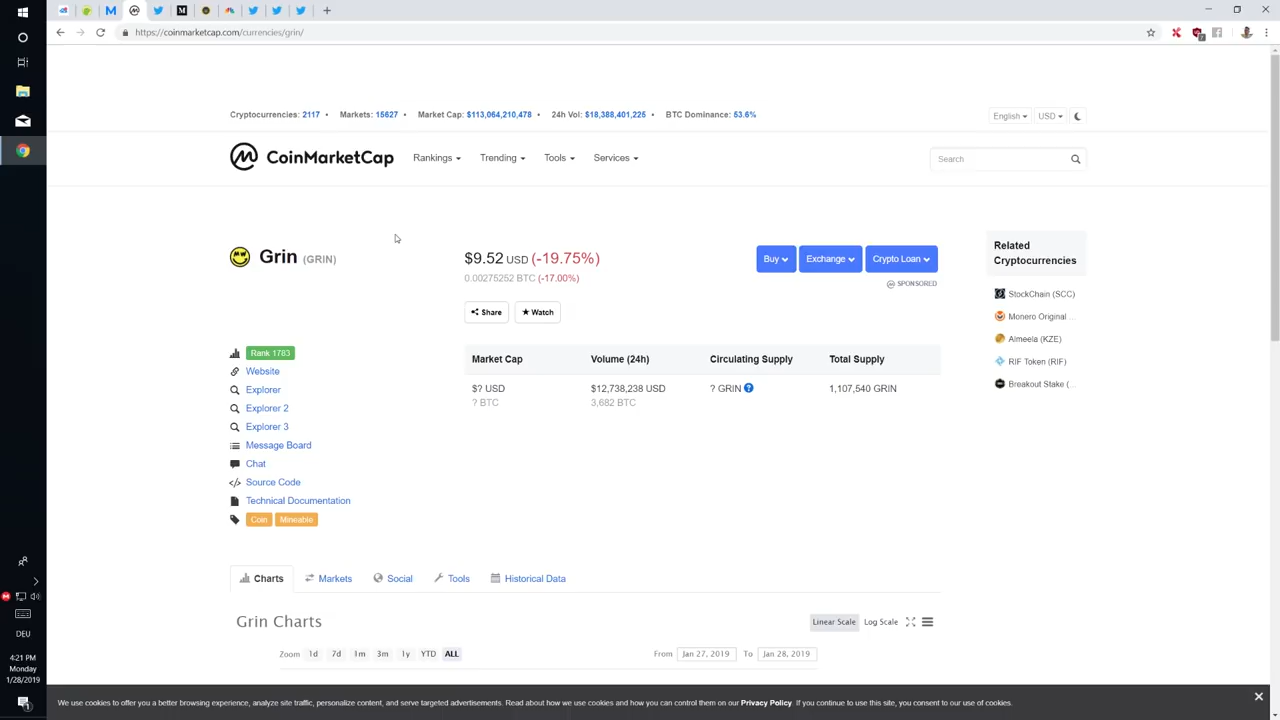 https://coinmarketcap.com/currencies/grin/
Cryptocurrencies: 2117 • Markets: 15627 • Market Cap: $113,064,210,478 • 24h Vol: $18,388,401,225 • BTC Dominance: 53.6%
English USD
CoinMarketCap Rankings Trending Tools Services Search
Related
Cryptocurrencies
Grin (GRIN) $9.52 USD (-19.75%) Buy Exchange Crypto Loan
0.00275252 BTC (-17.00%)
SPONSORED
StockChain (SCC)
Share Watch
Monero Original ...
Almeela (KZE)
RIF Token (RIF)
Breakout Stake (...
Rank 1783
Website
Explorer
Explorer 2
Explorer 3
Message Board
Chat
Source Code
Technical Documentation
Coin Mineable
Market Cap Volume (24h) Circulating Supply Total Supply
$? USD $12,738,238 USD ? GRIN 1,107,540 GRIN
? BTC 3,682 BTC
Charts Markets Social Tools Historical Data
Grin Charts Linear Scale Log Scale
Zoom 1d 7d 1m 3m 1y YTD ALL From Jan 27, 2019 To Jan 28, 2019
DEU
4:21 PM
Monday
1/28/2019
We use cookies to offer you a better browsing experience, analyze site traffic, personalize content, and serve targeted advertisements. Read about how we use cookies and how you can control them on our Privacy Policy. If you continue to use this site, you consent to our use of cookies.